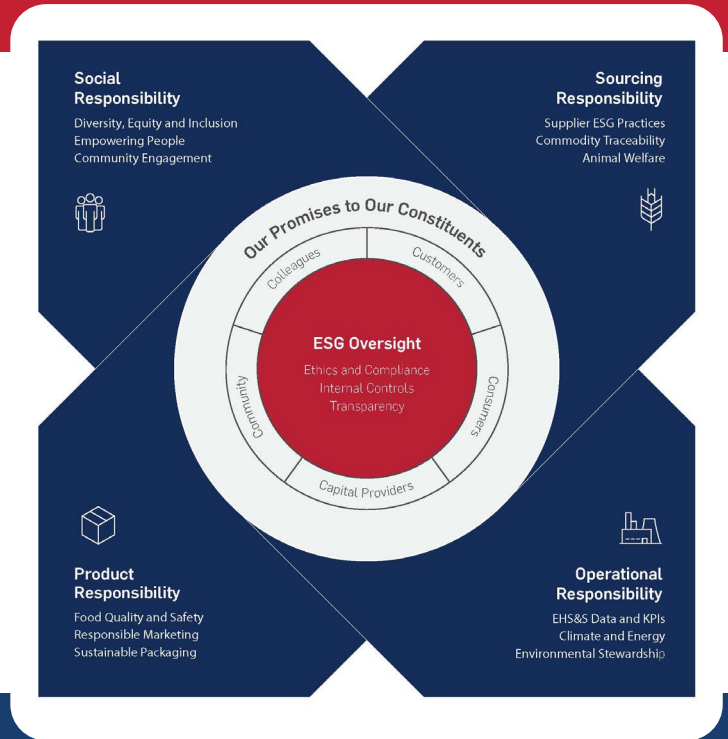 Social
Responsibility
Diversity, Equity and Inclusion
Empowering People
Community Engagement
Sourcing
Responsibility
Supplier ESG Practices
Commodity Traceability
Animal Welfare
Our Promises to Our Constituents
Colleagues
Customers
Community
Consumers
Capital Providers
ESG Oversight
Ethics and Compliance
Internal Controls
Transparency
Product
Responsibility
Food Quality and Safety
Responsible Marketing
Sustainable Packaging
Operational
Responsibility
EHS&S Data and KPIs
Climate and Energy
Environmental Stewardship